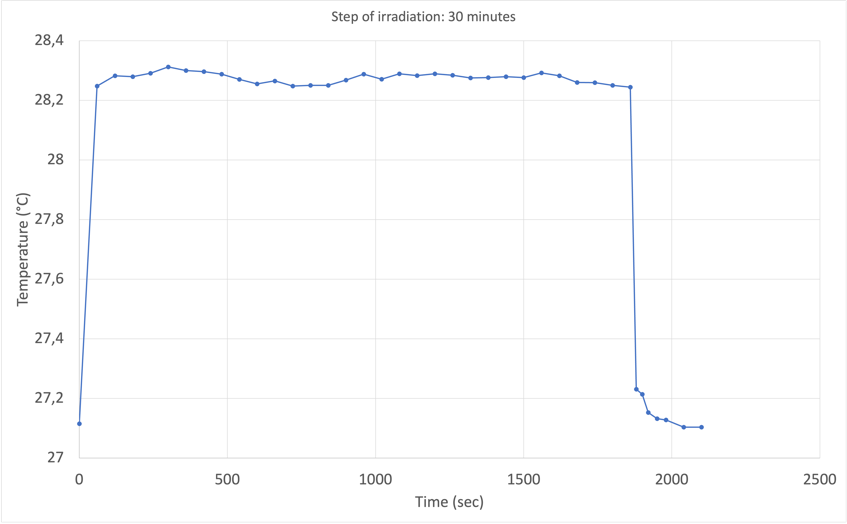 Step of irradiation: 30 minutes
28,4
28,2
28
27,8
27,6
27,4
27,2
27
Temperature (°C)
0 500 1000 1500 2000 2500
Time (sec)